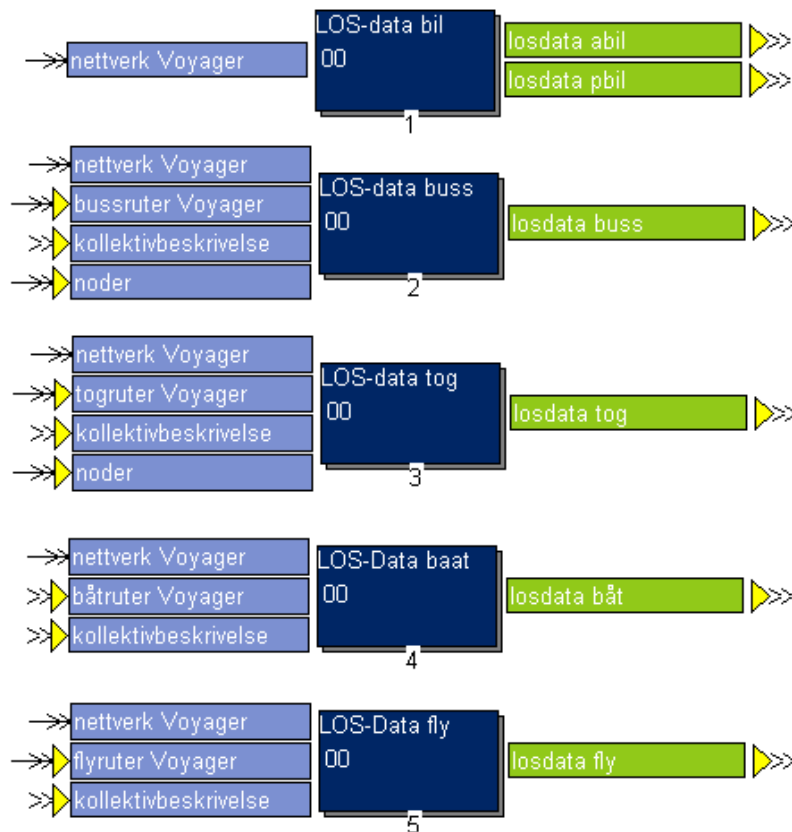 nettverk Voyager
LOS-data bil
00
1
losdata abil
losdata pbil
nettverk Voyager
bussruter Voyager
kollektivbeskrivelse
noder
LOS-data buss
00
2
losdata buss
nettverk Voyager
togruter Voyager
kollektivbeskrivelse
noder
LOS-data tog
00
3
losdata tog
nettverk Voyager
båtruter Voyager
kollektivbeskrivelse
LOS-Data baat
00
4
losdata båt
nettverk Voyager
flyruter Voyager
kollektivbeskrivelse
LOS-Data fly
00
5
losdata fly